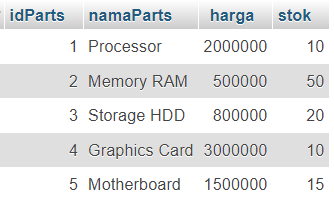 idParts namaParts harga stok
1 Processor 2000000 10
2 Memory RAM 500000 50
3 Storage HDD 800000 20
4 Graphics Card 3000000 10
5 Motherboard 1500000 15